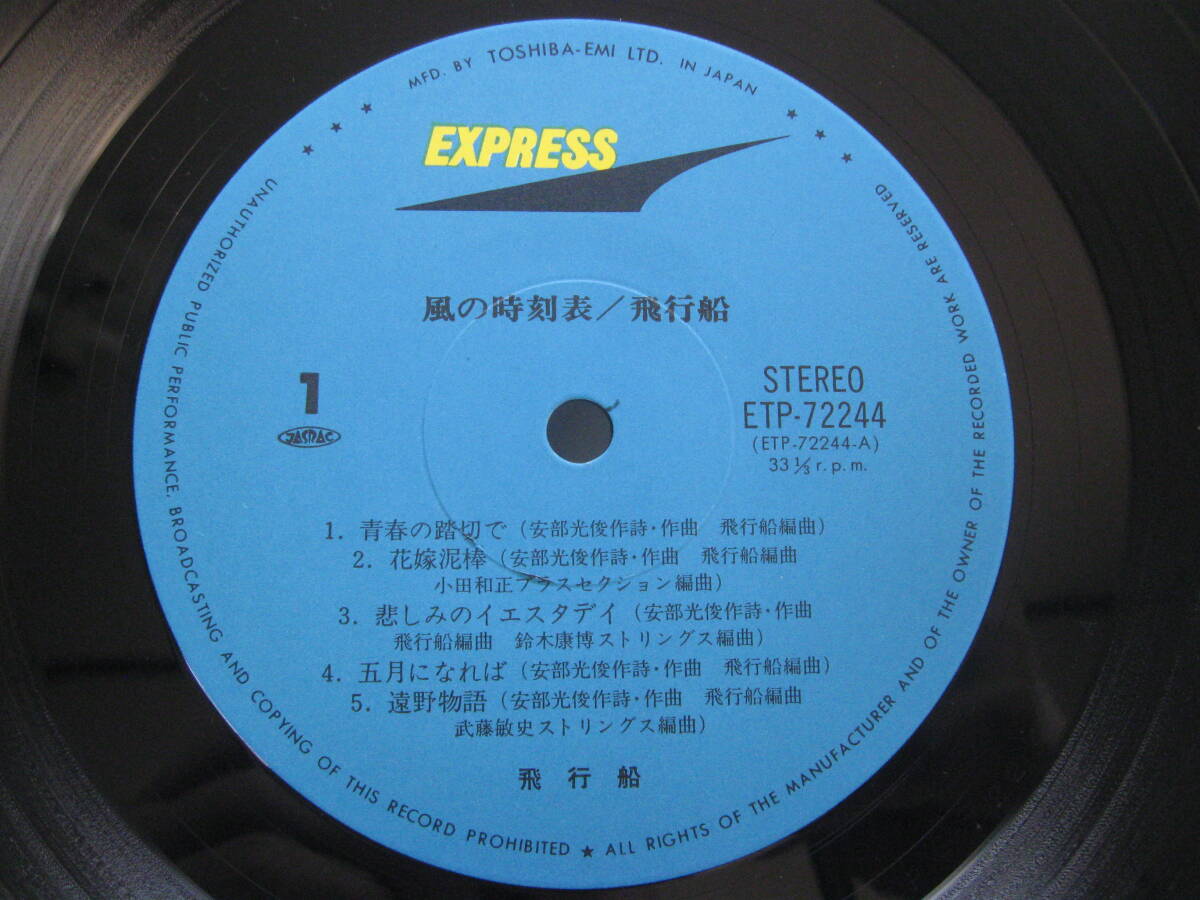 MFD. BY TOSHIBA-EMI LTD. IN JAPAN
EXPRESS
風の時刻表／飛行船
1
JASRAC
STEREO
ETP-72244
(ETP-72244-A)
33 1/3 r.p.m.
1. 青春の踏切で（安部光俊作詩・作曲　飛行船編曲）
2. 花嫁泥棒（安部光俊作詩・作曲　飛行船編曲
小田和正ブラスセクション編曲）
3. 悲しみのイエスタデイ（安部光俊作詩・作曲
飛行船編曲　鈴木康博ストリングス編曲）
4. 五月になれば（安部光俊作詩・作曲　飛行船編曲）
5. 遠野物語（安部光俊作詩・作曲　飛行船編曲
武藤敏史ストリングス編曲）
飛行船
UNAUTHORIZED PUBLIC PERFORMANCE, BROADCASTING AND COPYING OF THIS RECORD PROHIBITED ★ ALL RIGHTS OF THE MANUFACTURER AND OF THE OWNER OF THE RECORDED WORK ARE RESERVED